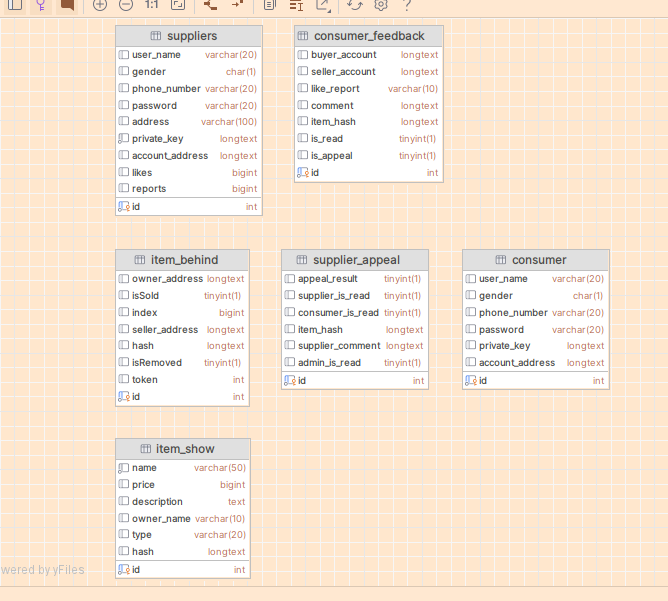 1:1
?
suppliers
user_name varchar(20)
gender char(1)
phone_number varchar(20)
password varchar(20)
address varchar(100)
private_key longtext
account_address longtext
likes bigint
reports bigint
id int
consumer_feedback
buyer_account longtext
seller_account longtext
like_report varchar(10)
comment longtext
item_hash longtext
is_read tinyint(1)
is_appeal tinyint(1)
id int
item_behind
owner_address longtext
isSold tinyint(1)
index bigint
seller_address longtext
hash longtext
isRemoved tinyint(1)
token int
id int
supplier_appeal
appeal_result tinyint(1)
supplier_is_read tinyint(1)
consumer_is_read tinyint(1)
item_hash longtext
supplier_comment longtext
admin_is_read tinyint(1)
id int
consumer
user_name varchar(20)
gender char(1)
phone_number varchar(20)
password varchar(20)
private_key longtext
account_address longtext
id int
item_show
name varchar(50)
price bigint
description text
owner_name varchar(10)
type varchar(20)
hash longtext
id int
wered by yFiles